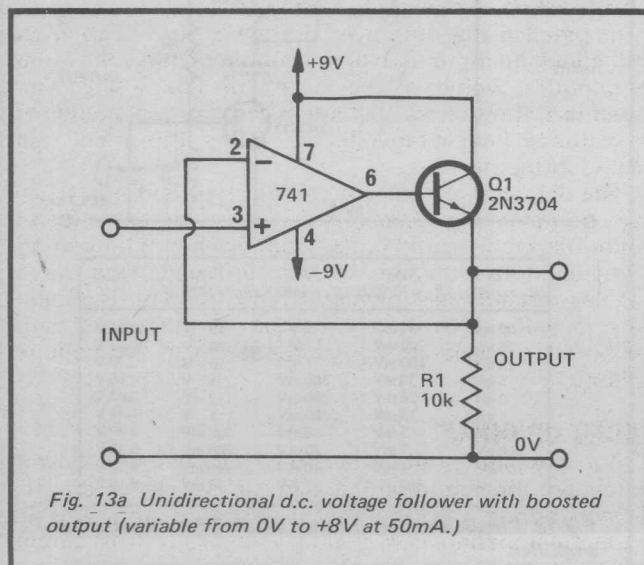 +9V
2
7
741
6
Q1
2N3704
3
4
−9V
INPUT
OUTPUT
R1
10k
0V
Fig. 13a Unidirectional d.c. voltage follower with boosted
output (variable from 0V to +8V at 50mA.)